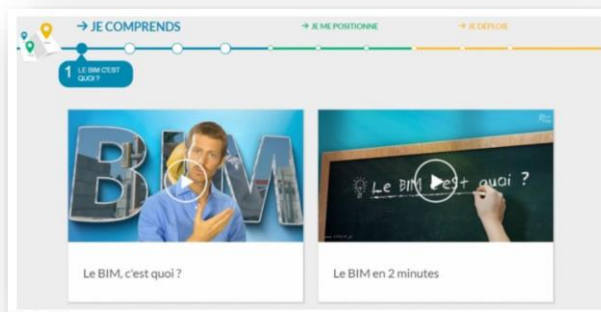 → JE COMPRENDS
→ JE ME POSITIONNE
→ JE DÉPLOIE
1 LE BIM C'EST
QUOI ?
BIM
Le BIM c'est quoi ?
Le BIM, c'est quoi ?
Le BIM en 2 minutes